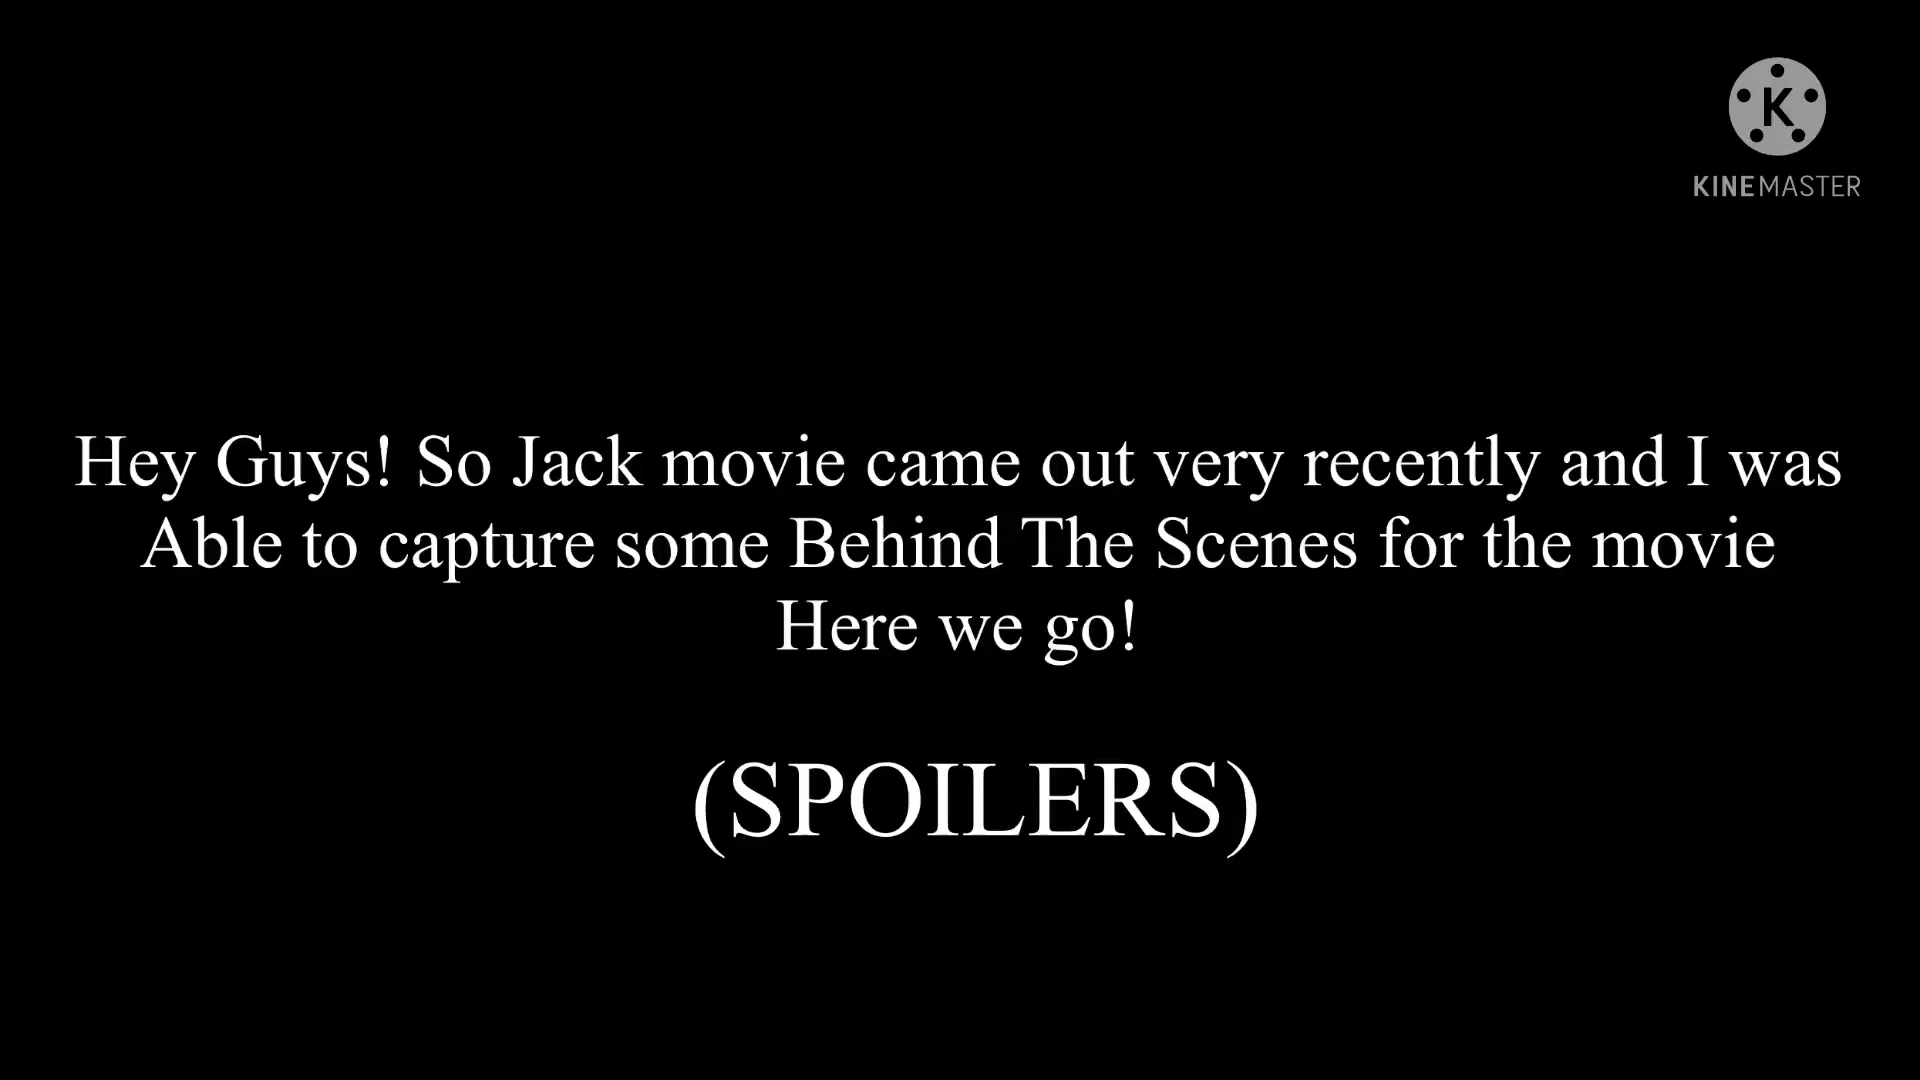 K
KINEMASTER
Hey Guys! So Jack movie came out very recently and I was
Able to capture some Behind The Scenes for the movie
Here we go!
(SPOILERS)